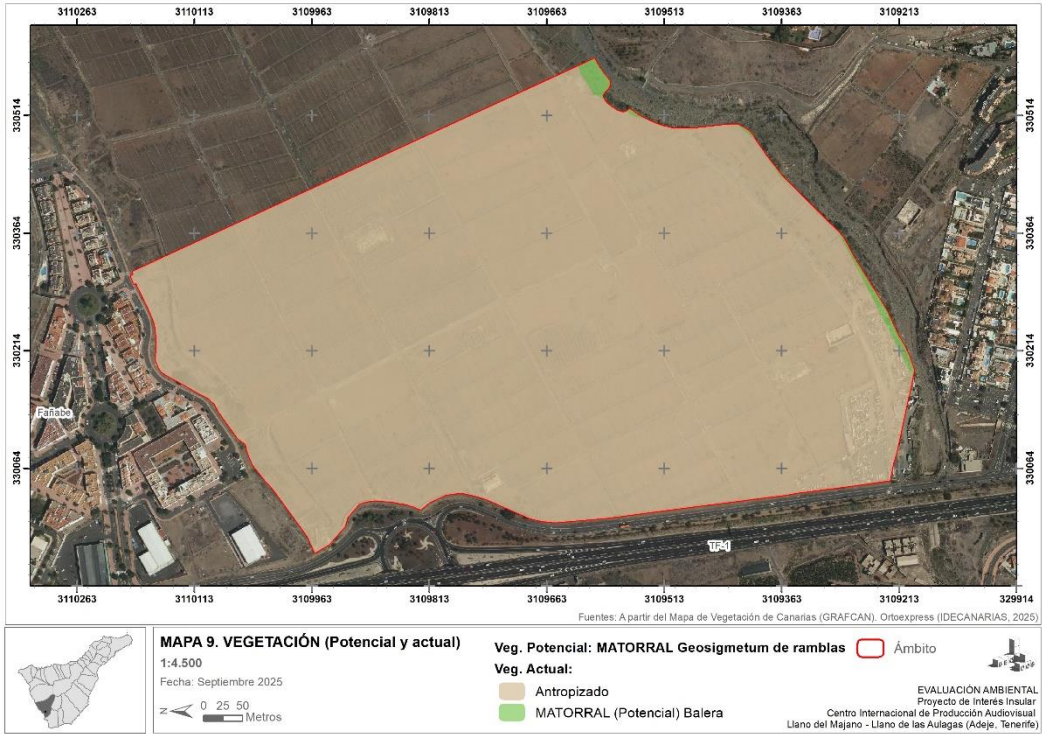 3110263 3110113 3109963 3109813 3109663 3109513 3109363 3109213
330514 330514
330364 330364
330214 330214
Fañabe
330064 330064
TF-1
3110263 3110113 3109963 3109813 3109663 3109513 3109363 3109213 329914
Fuentes: A partir del Mapa de Vegetación de Canarias (GRAFCAN). Ortoexpress (IDECANARIAS, 2025)
MAPA 9. VEGETACIÓN (Potencial y actual)
1:4.500
Fecha: Septiembre 2025
N
0 25 50
Metros
Veg. Potencial: MATORRAL Geosigmetum de ramblas
Ámbito
Veg. Actual:
Antropizado
MATORRAL (Potencial) Balera
EVALUACIÓN AMBIENTAL
Proyecto de Interés Insular
Centro Internacional de Producción Audiovisual
Llano del Majano - Llano de las Aulagas (Adeje, Tenerife)